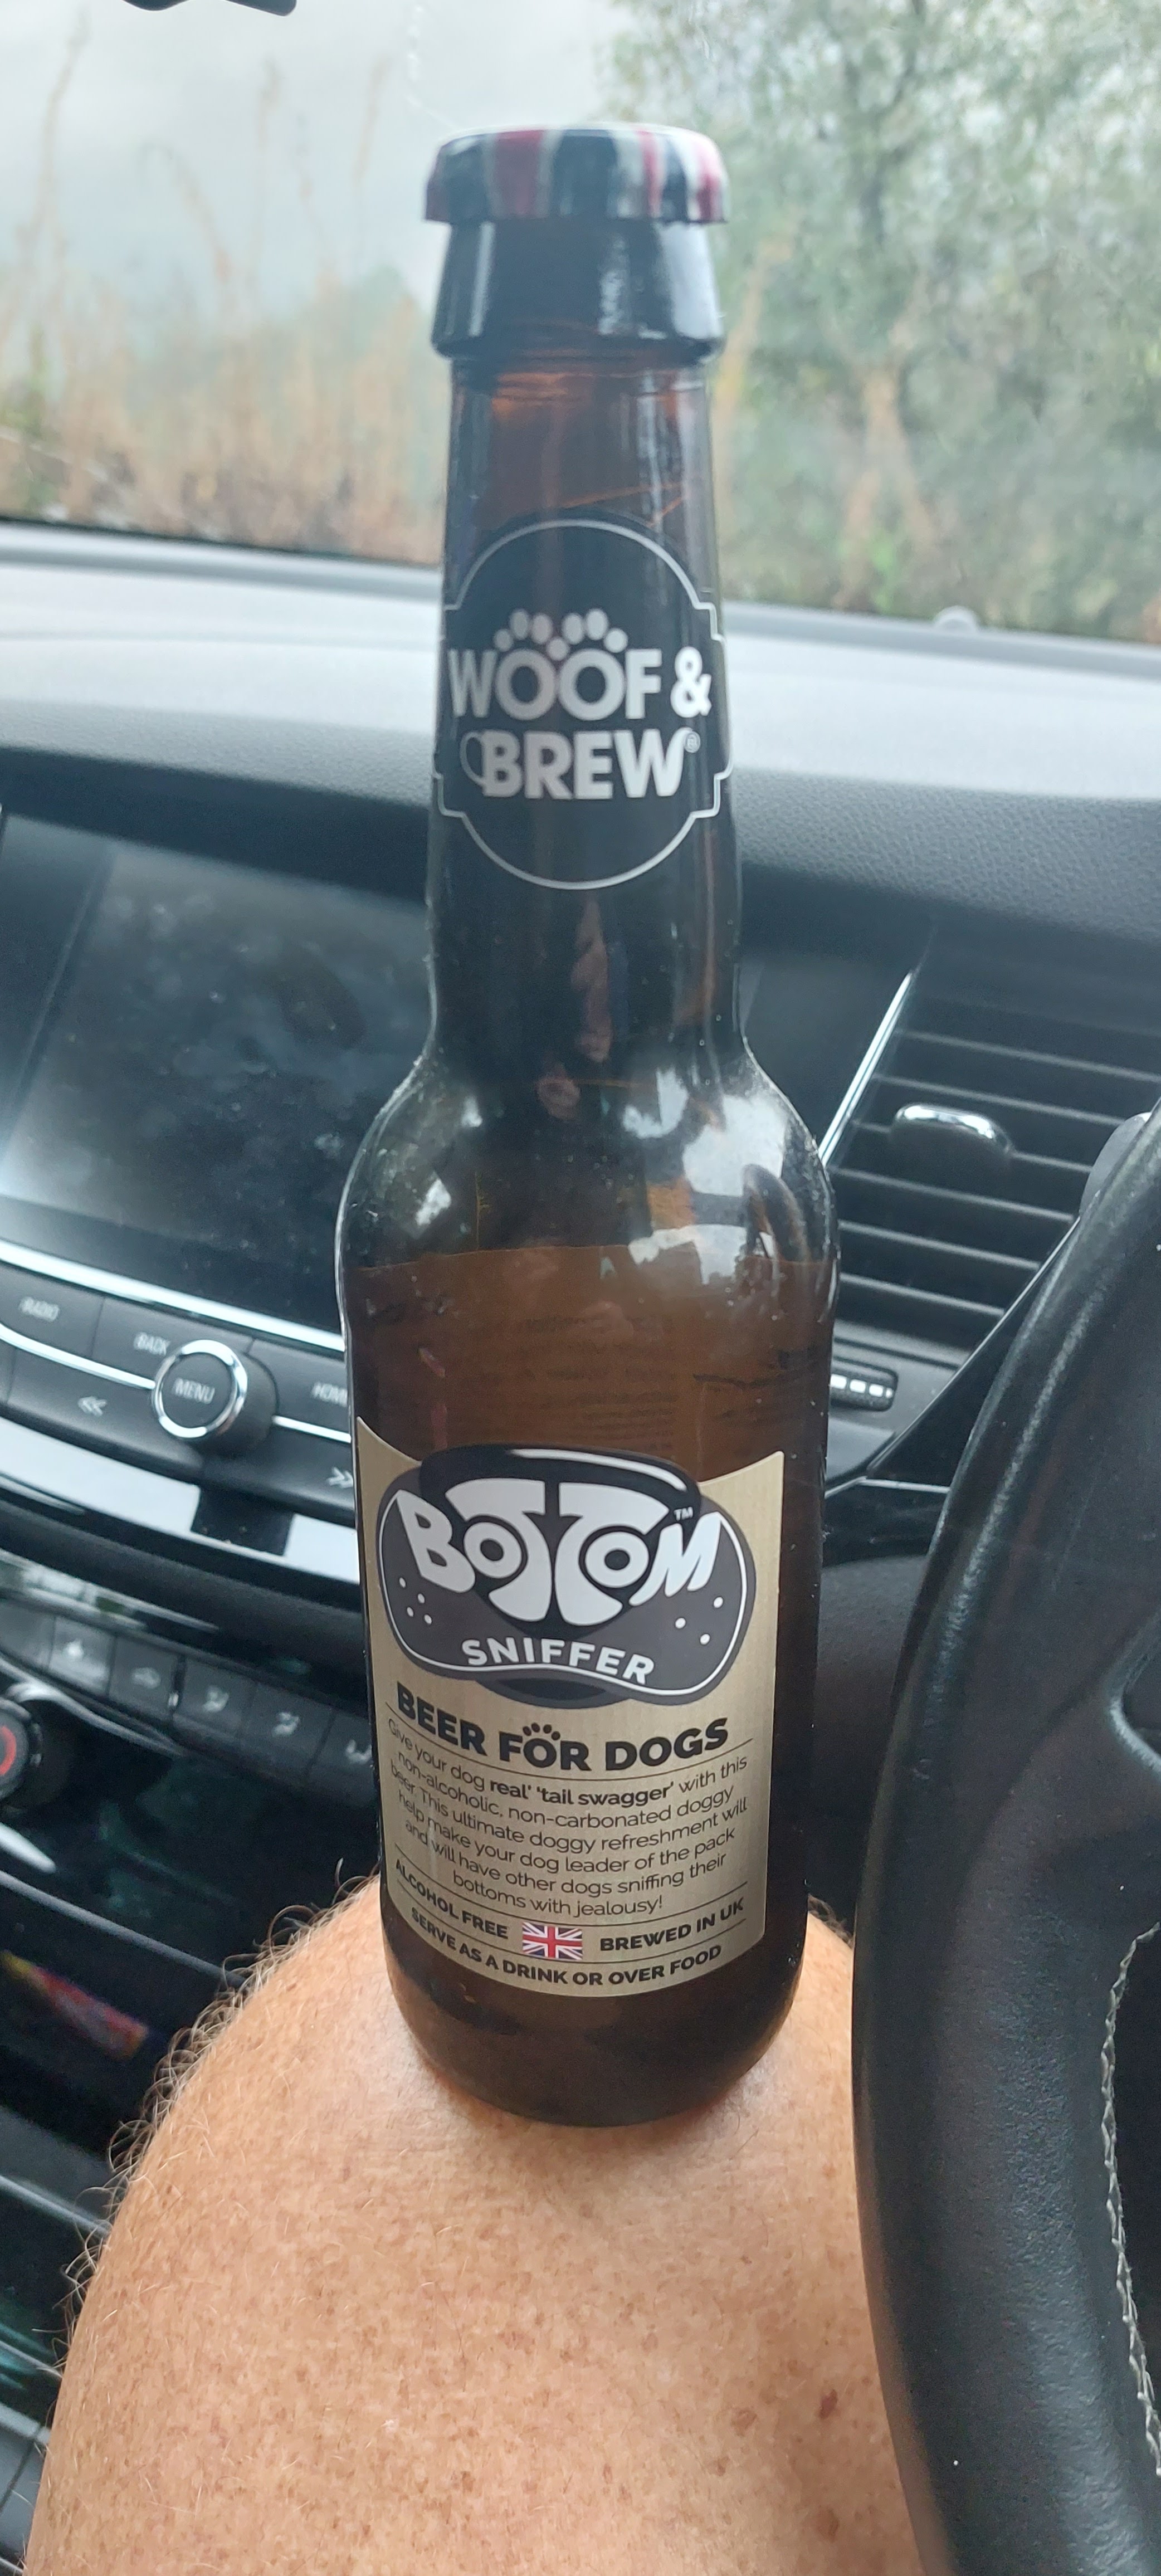 WOOF &
BREW®
RADIO
BACK
MENU
HOME
BOTTOM™
SNIFFER
BEER FOR DOGS
Give your dog real' 'tail swagger' with this
non-alcoholic, non-carbonated doggy
beer. This ultimate doggy refreshment will
help make your dog leader of the pack
and will have other dogs sniffing their
bottoms with jealousy!
ALCOHOL FREE BREWED IN UK
SERVE AS A DRINK OR OVER FOOD